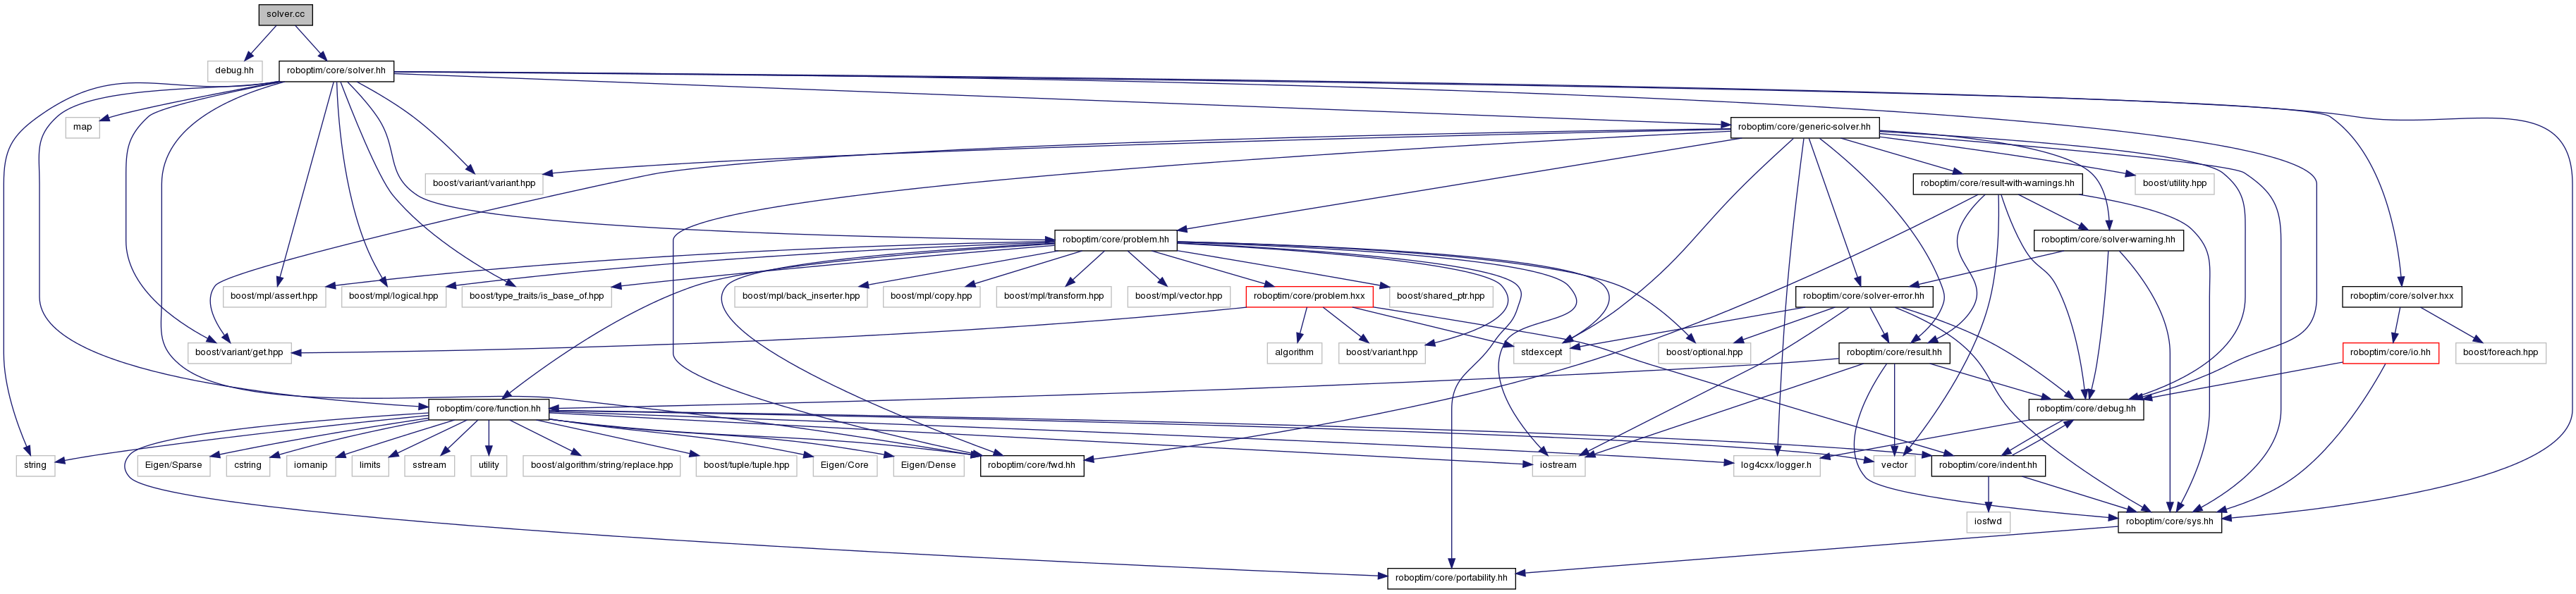 solver.cc
debug.hh
roboptim/core/solver.hh
map
roboptim/core/generic-solver.hh
boost/variant/variant.hpp
roboptim/core/result-with-warnings.hh
boost/utility.hpp
roboptim/core/problem.hh
roboptim/core/solver-warning.hh
boost/mpl/assert.hpp
boost/mpl/logical.hpp
boost/type_traits/is_base_of.hpp
boost/mpl/back_inserter.hpp
boost/mpl/copy.hpp
boost/mpl/transform.hpp
boost/mpl/vector.hpp
roboptim/core/problem.hxx
boost/shared_ptr.hpp
roboptim/core/solver-error.hh
roboptim/core/solver.hxx
boost/variant/get.hpp
algorithm
boost/variant.hpp
stdexcept
boost/optional.hpp
roboptim/core/result.hh
roboptim/core/io.hh
boost/foreach.hpp
roboptim/core/function.hh
roboptim/core/debug.hh
string
Eigen/Sparse
cstring
iomanip
limits
sstream
utility
boost/algorithm/string/replace.hpp
boost/tuple/tuple.hpp
Eigen/Core
Eigen/Dense
roboptim/core/fwd.hh
iostream
log4cxx/logger.h
vector
roboptim/core/indent.hh
iosfwd
roboptim/core/sys.hh
roboptim/core/portability.hh